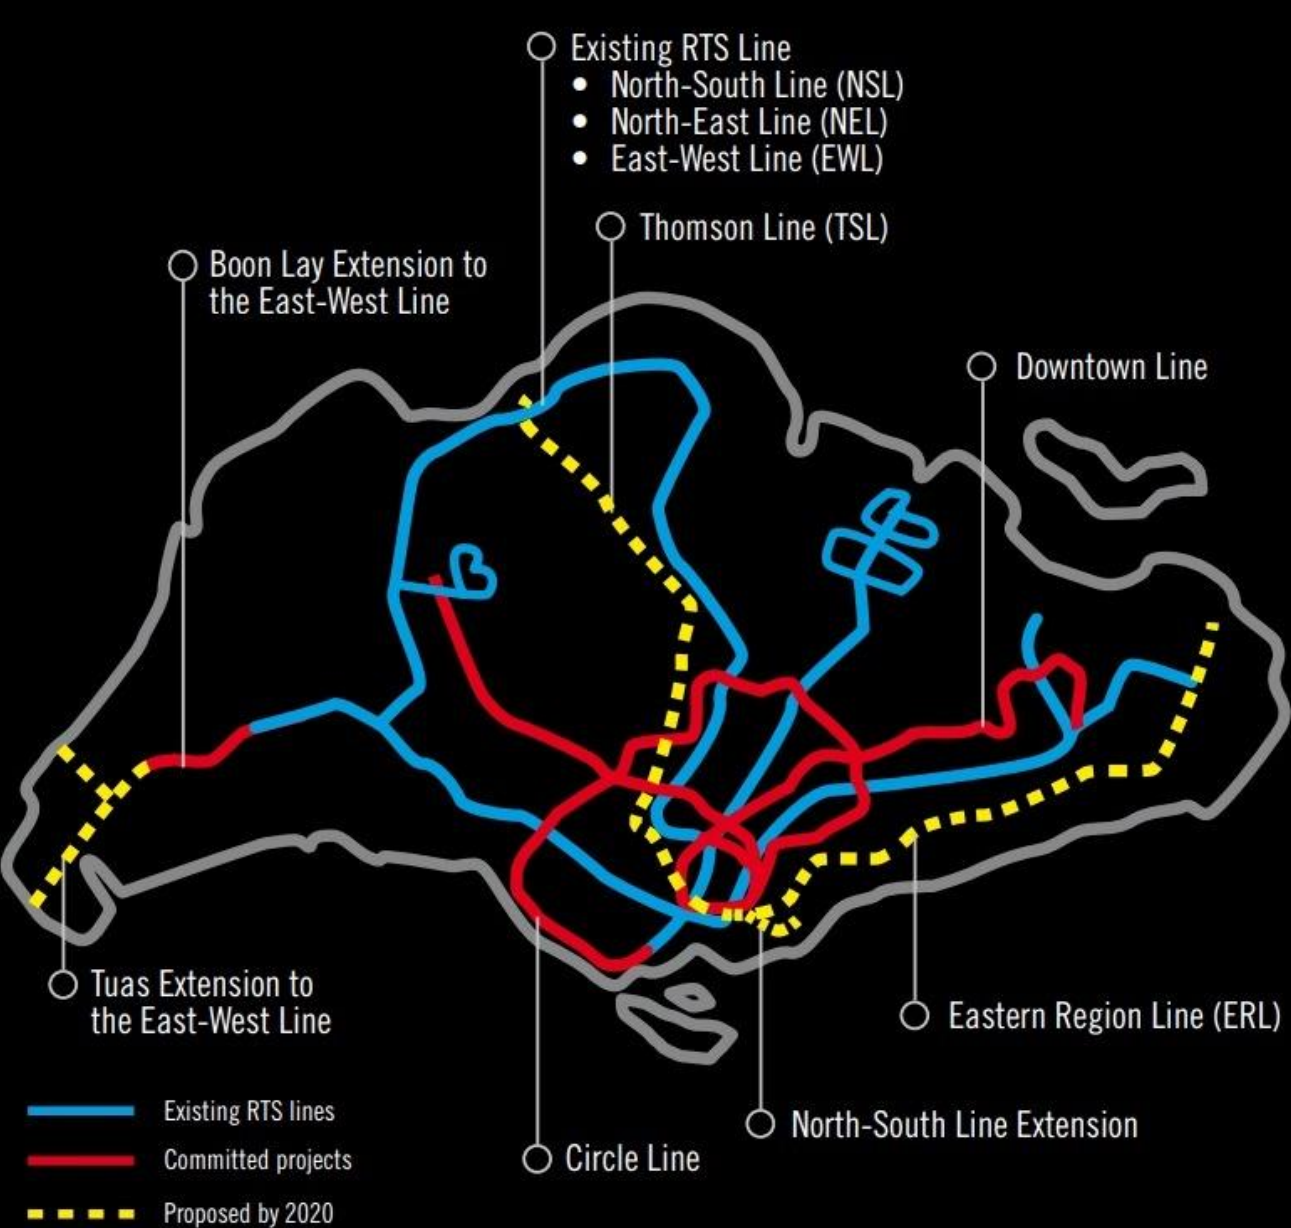 Existing RTS Line
• North-South Line (NSL)
• North-East Line (NEL)
• East-West Line (EWL)
Thomson Line (TSL)
Boon Lay Extension to
the East-West Line
Downtown Line
Tuas Extension to
the East-West Line
Eastern Region Line (ERL)
North-South Line Extension
Circle Line
Existing RTS lines
Committed projects
Proposed by 2020